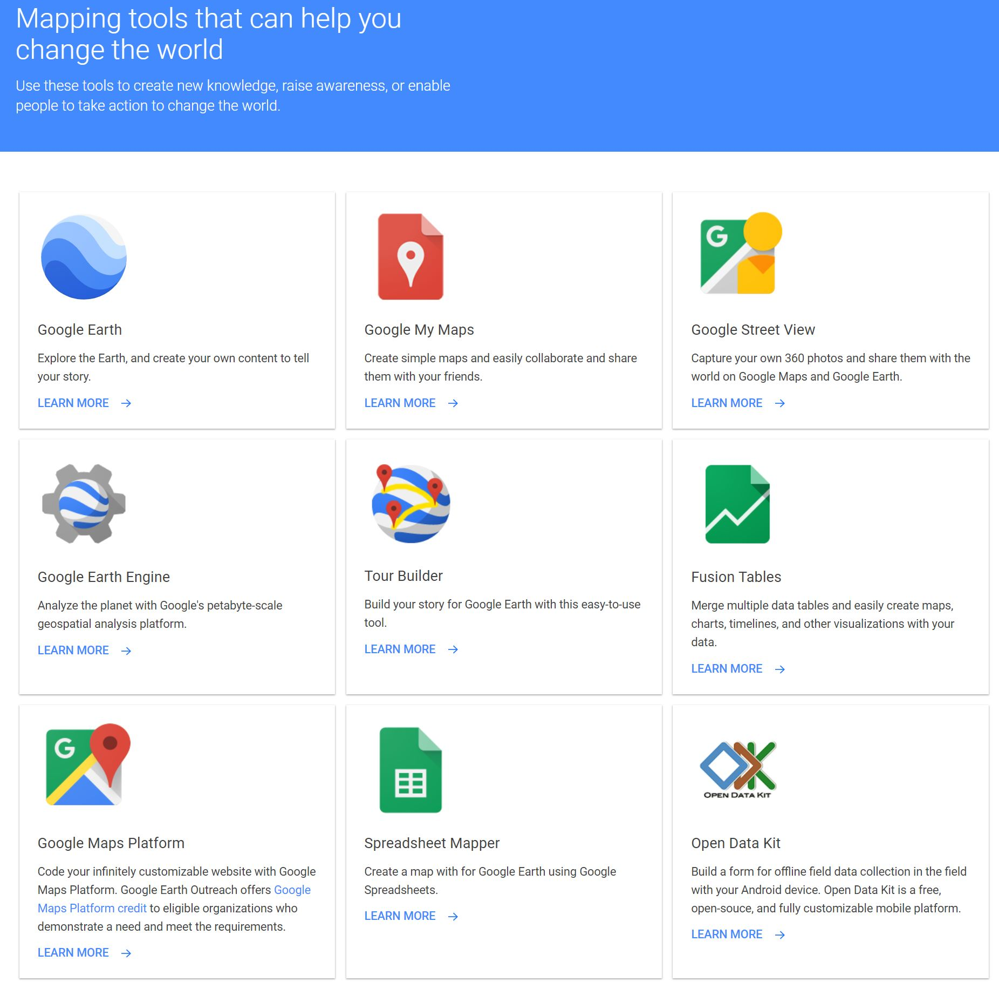 Mapping tools that can help you
change the world
Use these tools to create new knowledge, raise awareness, or enable
people to take action to change the world.
Google Earth
Explore the Earth, and create your own content to tell
your story.
LEARN MORE →
Google My Maps
Create simple maps and easily collaborate and share
them with your friends.
LEARN MORE →
G
Google Street View
Capture your own 360 photos and share them with the
world on Google Maps and Google Earth.
LEARN MORE →
Google Earth Engine
Analyze the planet with Google's petabyte-scale
geospatial analysis platform.
LEARN MORE →
Tour Builder
Build your story for Google Earth with this easy-to-use
tool.
LEARN MORE →
Fusion Tables
Merge multiple data tables and easily create maps,
charts, timelines, and other visualizations with your
data.
LEARN MORE →
G
Google Maps Platform
Code your infinitely customizable website with Google
Maps Platform. Google Earth Outreach offers Google
Maps Platform credit to eligible organizations who
demonstrate a need and meet the requirements.
LEARN MORE →
Spreadsheet Mapper
Create a map with for Google Earth using Google
Spreadsheets.
LEARN MORE →
ODK
OPEN DATA KIT
Open Data Kit
Build a form for offline field data collection in the field
with your Android device. Open Data Kit is a free,
open-souce, and fully customizable mobile platform.
LEARN MORE →